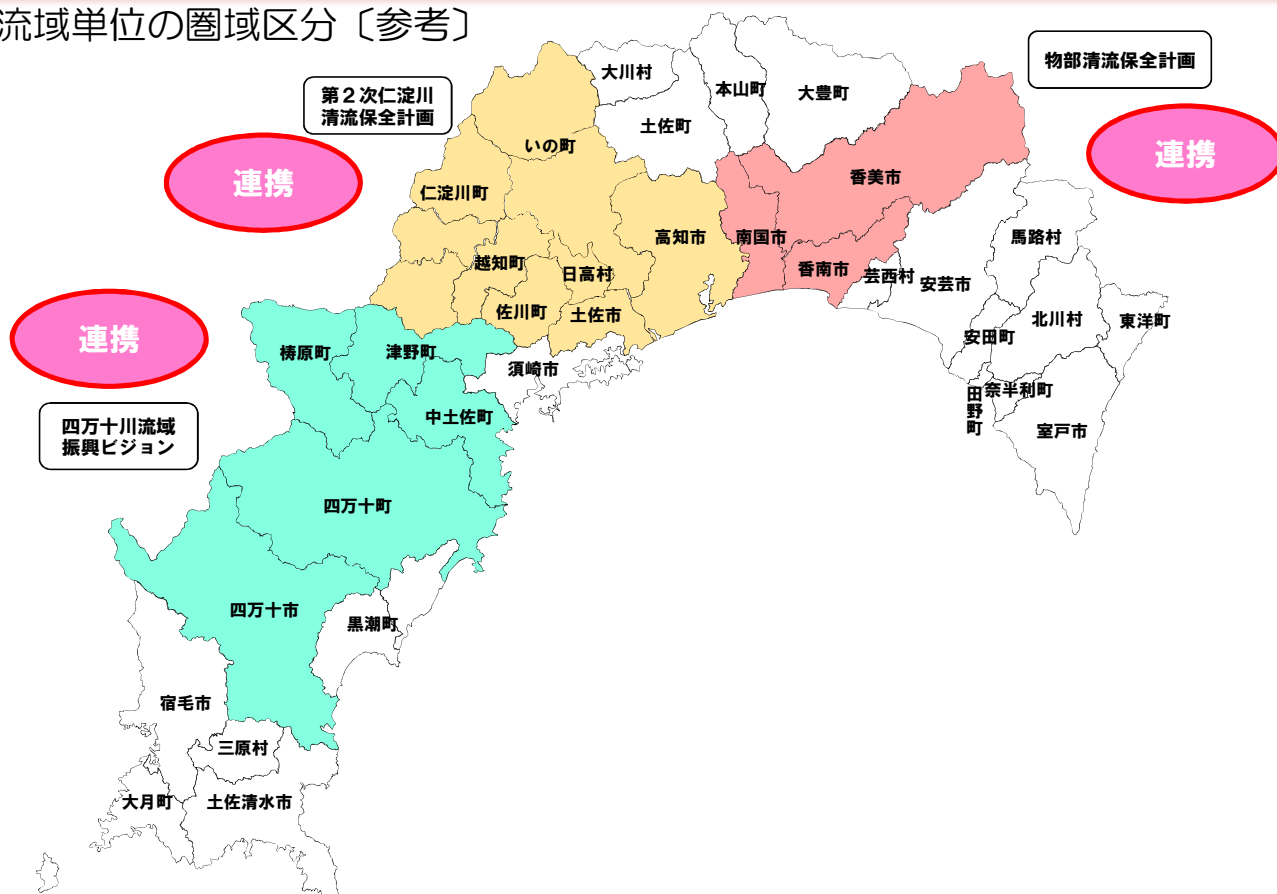 流域単位の圏域区分〔参考〕
物部清流保全計画
第２次仁淀川
清流保全計画
連携
連携
連携
四万十川流域
振興ビジョン
大川村
本山町
大豊町
土佐町
いの町
仁淀川町
香美市
高知市
南国市
香南市
芸西村
安芸市
馬路村
越知町
日高村
佐川町
土佐市
北川村
東洋町
安田町
奈半利町
田野町
室戸市
梼原町
津野町
須崎市
中土佐町
四万十町
四万十市
黒潮町
宿毛市
三原村
大月町
土佐清水市